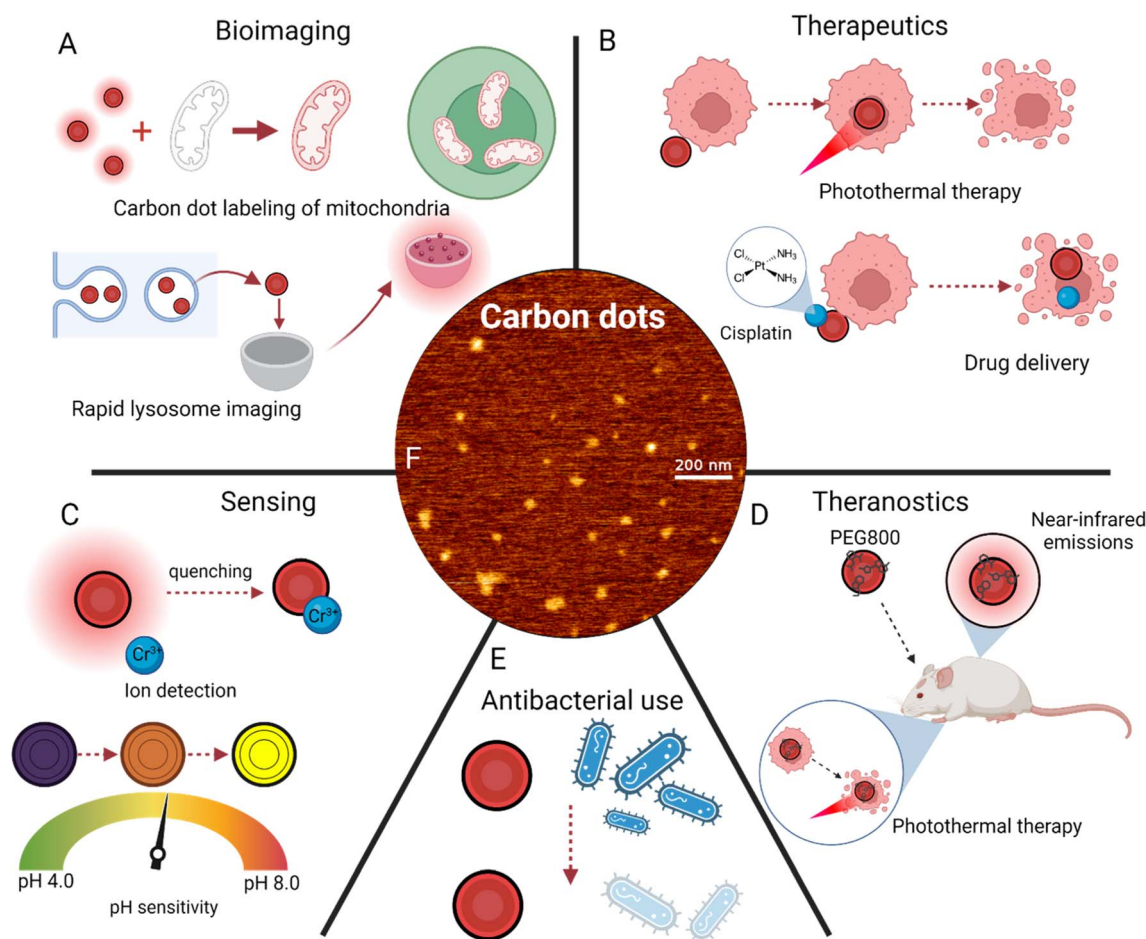 A
Bioimaging
+
Carbon dot labeling of mitochondria
Rapid lysosome imaging
B
Therapeutics
Photothermal therapy
Cl
NH₃
Pt
Cl
NH₃
Cisplatin
Drug delivery
Carbon dots
F
200 nm
C
Sensing
quenching
Cr³⁺
Cr³⁺
Ion detection
pH 4.0
pH 8.0
pH sensitivity
D
Theranostics
PEG800
Near-infrared
emissions
Photothermal therapy
E
Antibacterial use